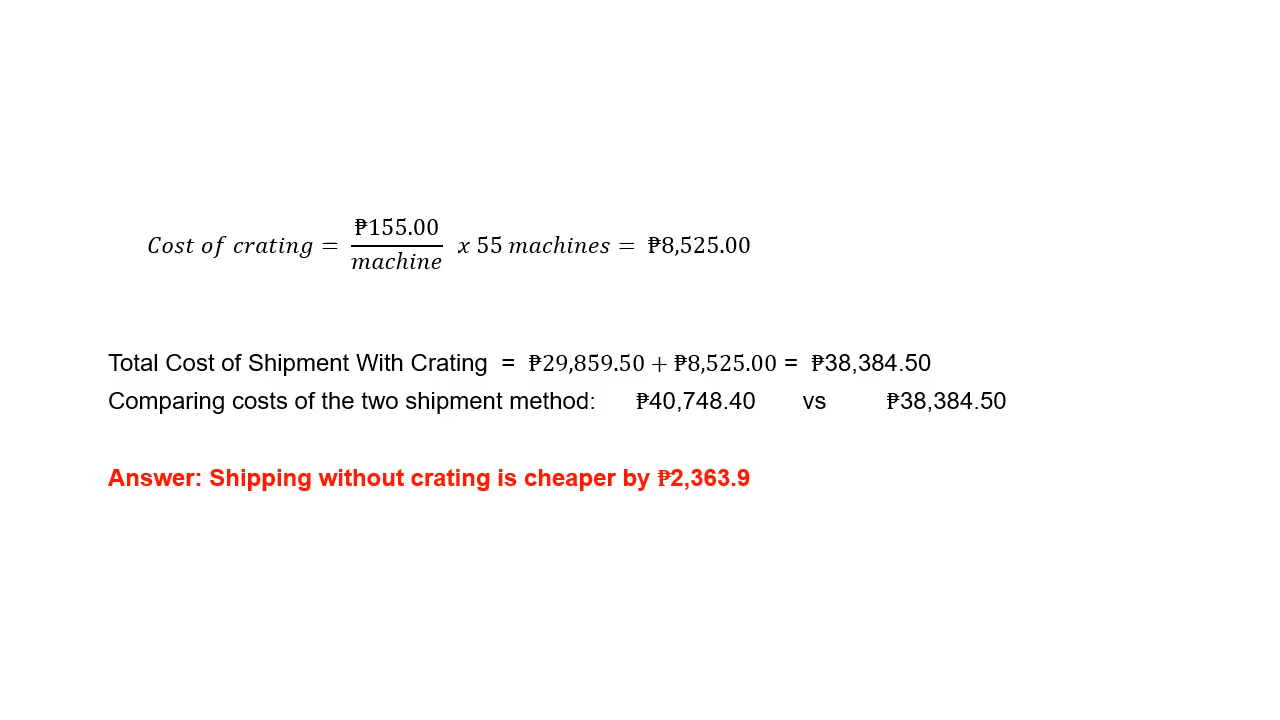 Cost of crating = ₱155.00/machine x 55 machines = ₱8,525.00
Total Cost of Shipment With Crating = ₱29,859.50 + ₱8,525.00 = ₱38,384.50
Comparing costs of the two shipment method: ₱40,748.40 vs ₱38,384.50
Answer: Shipping without crating is cheaper by ₱2,363.9